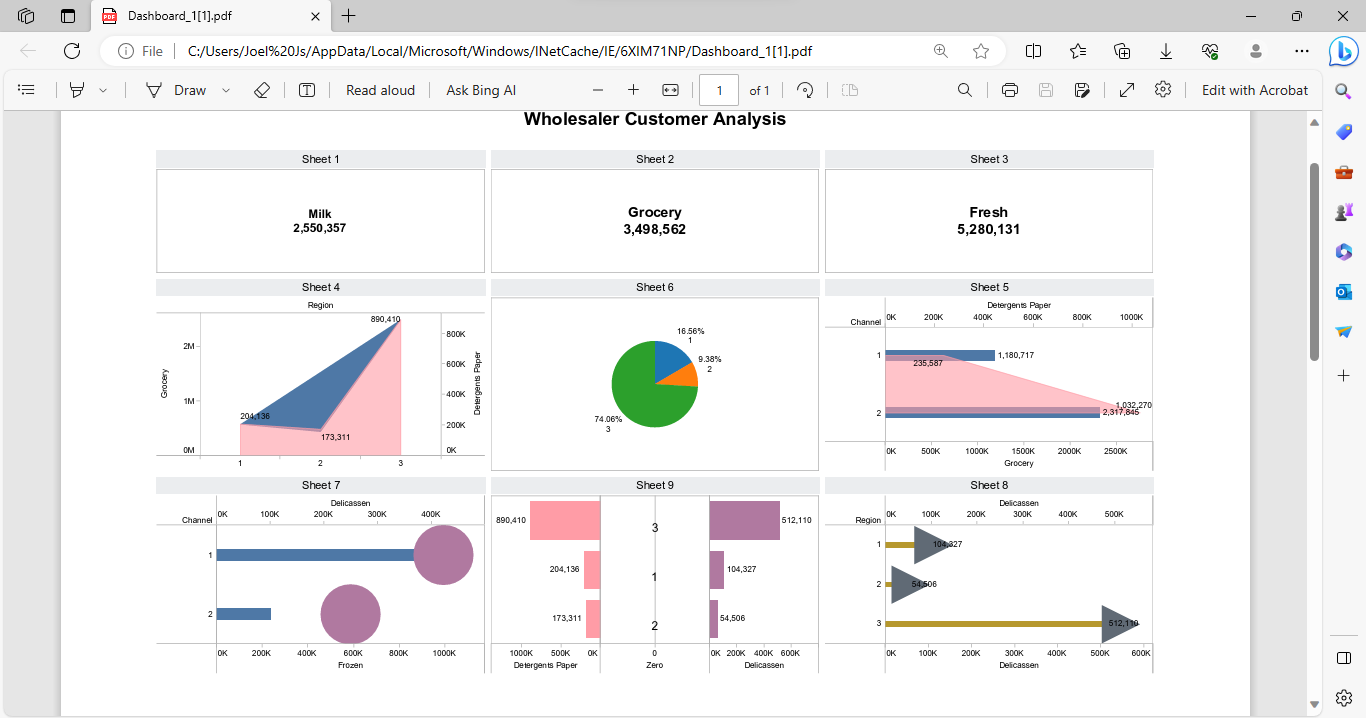 Dashboard_1[1].pdf
File
C:/Users/Joel%20Js/AppData/Local/Microsoft/Windows/INetCache/IE/6XIM71NP/Dashboard_1[1].pdf
Draw
Read aloud
Ask Bing AI
1
of 1
Edit with Acrobat
Wholesaler Customer Analysis
Sheet 1
Sheet 2
Sheet 3
Milk
2,550,357
Grocery
3,498,562
Fresh
5,280,131
Sheet 4
Region
890,410
2M
1M
0M
Grocery
204,136
173,311
800K
600K
400K
200K
0K
Detergents Paper
1
2
3
Sheet 6
16.56%
1
9.38%
2
74.06%
3
Sheet 5
Detergents Paper
Channel
0K 200K 400K 600K 800K 1000K
1
1,180,717
235,587
1,032,270
2
2,317,845
0K 500K 1000K 1500K 2000K 2500K
Grocery
Sheet 7
Delicassen
Channel
0K 100K 200K 300K 400K
1
2
0K 200K 400K 600K 800K 1000K
Frozen
Sheet 9
890,410 3 512,110
204,136 1 104,327
173,311 2 54,506
1000K 500K 0K 0 0K 200K 400K 600K
Detergents Paper Zero Delicassen
Sheet 8
Delicassen
Region
0K 100K 200K 300K 400K 500K
1 104,327
2 54,506
3 512,110
0K 100K 200K 300K 400K 500K 600K
Delicassen